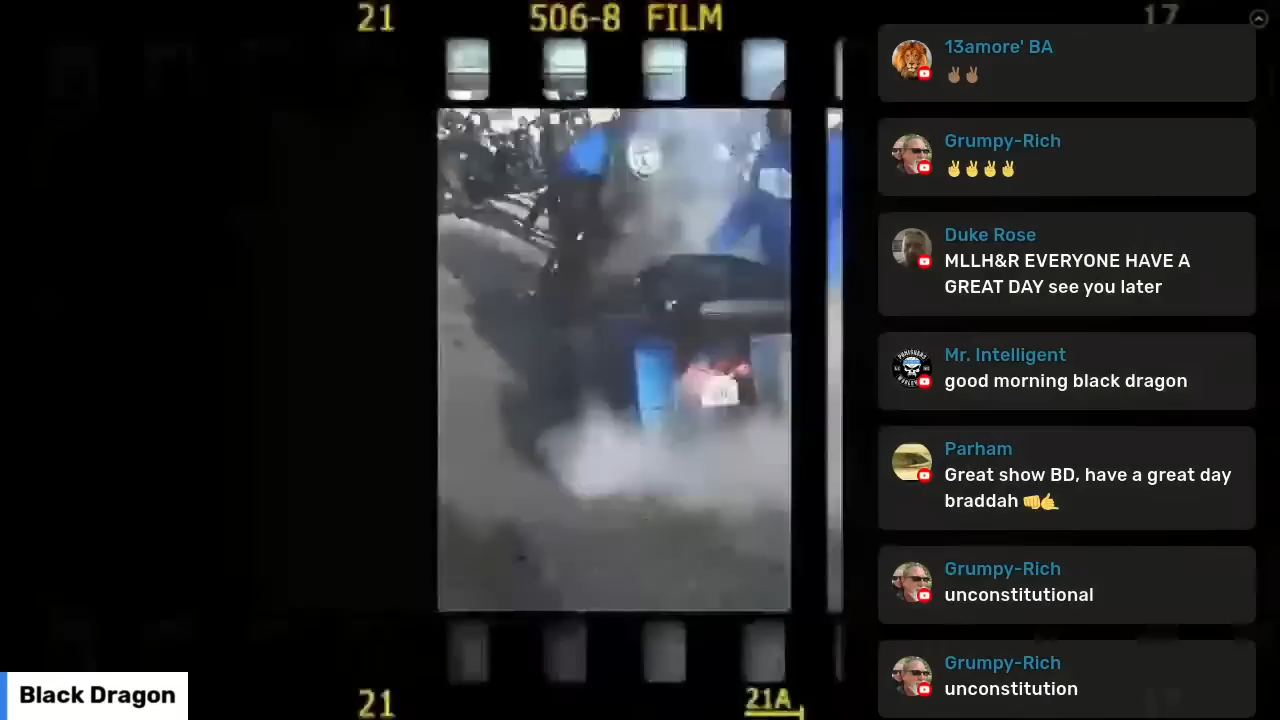 21
506-8 FILM
17
13amore' BA
✌🏽✌🏽
Grumpy-Rich
✌✌✌✌
Duke Rose
MLLH&R EVERYONE HAVE A
GREAT DAY see you later
Mr. Intelligent
good morning black dragon
Parham
Great show BD, have a great day
braddah 👊🤙
Grumpy-Rich
unconstitutional
Grumpy-Rich
unconstitution
Black Dragon
21
21A